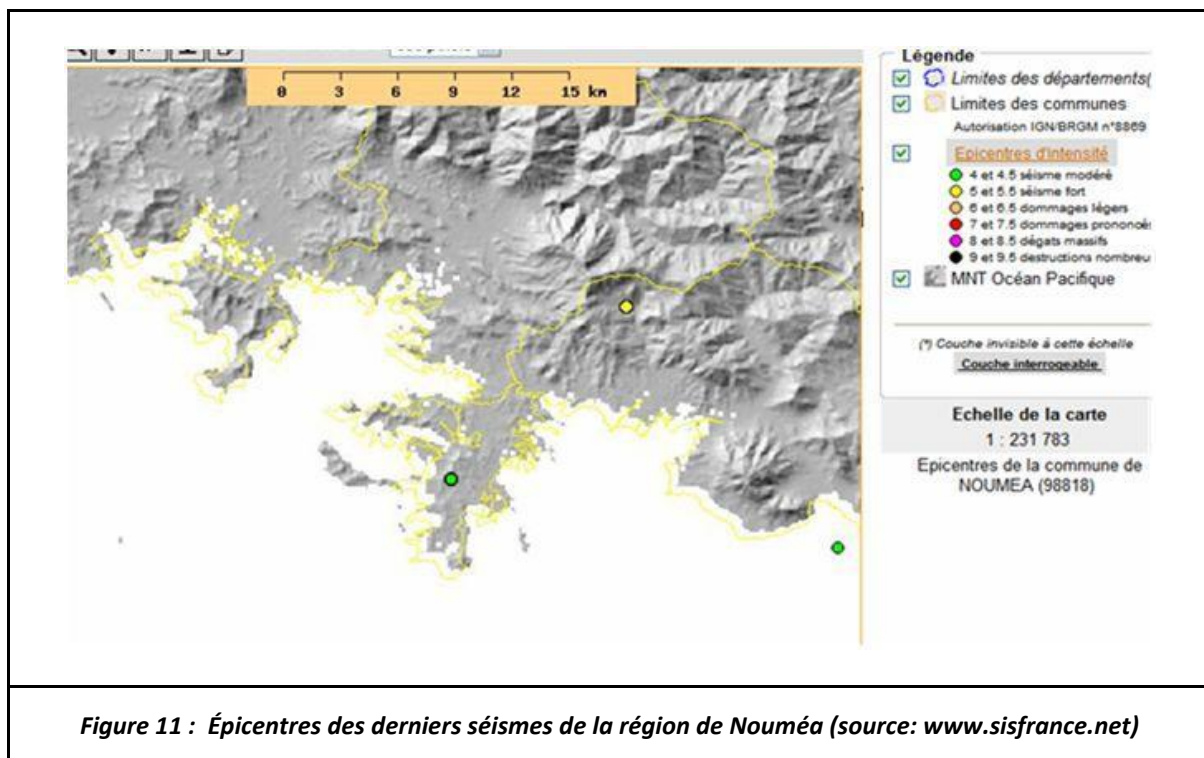 0 3 6 9 12 15 km
Légende
Limites des départements(
Limites des communes
Autorisation IGN/BRGM n°8869
Epicentres d'intensité
4 et 4.5 séisme modéré
5 et 5.5 séisme fort
6 et 6.5 dommages légers
7 et 7.5 dommages prononcés
8 et 8.5 dégats massifs
9 et 9.5 destructions nombreu
MNT Océan Pacifique
(*) Couche invisible à cette échelle
Couche interrogeable
Echelle de la carte
1 : 231 783
Epicentres de la commune de
NOUMEA (98818)
Figure 11 : Épicentres des derniers séismes de la région de Nouméa (source: www.sisfrance.net)